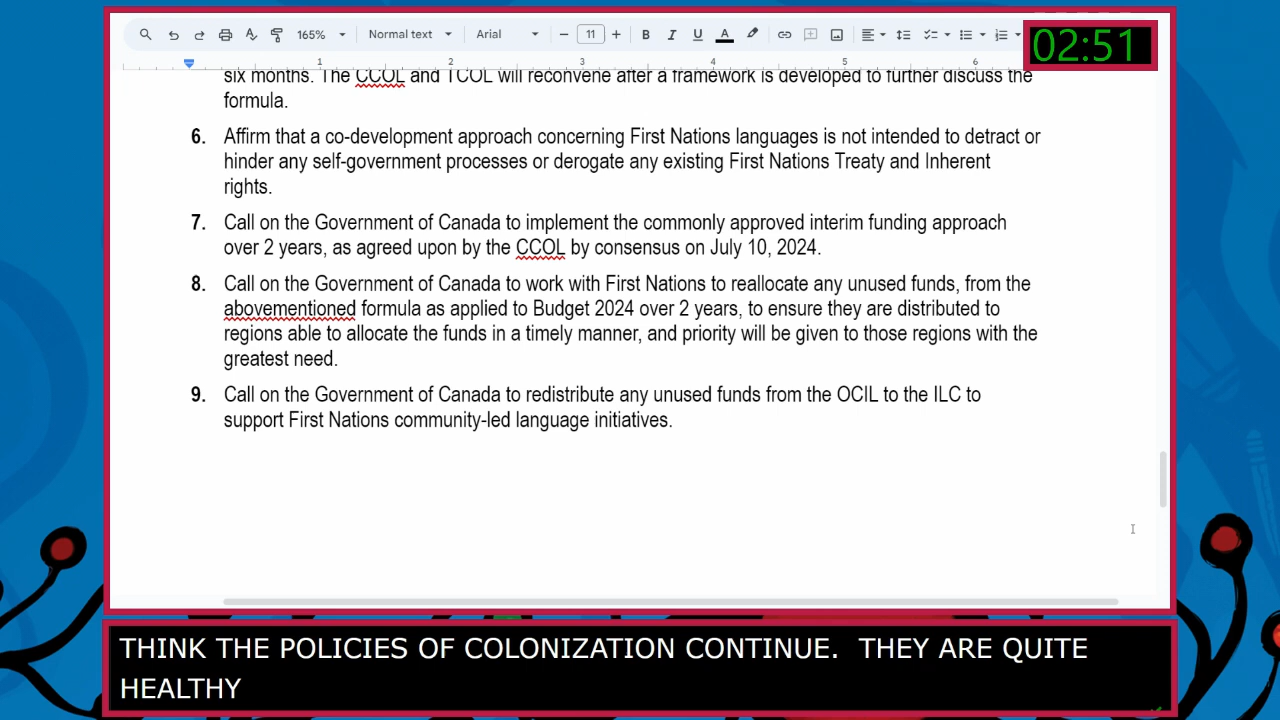 165%
Normal text
Arial
11
B
I
U
A
02:51
1
2
3
4
5
6
six months. The CCOL and TCOL will reconvene after a framework is developed to further discuss the
formula.
6. Affirm that a co-development approach concerning First Nations languages is not intended to detract or
hinder any self-government processes or derogate any existing First Nations Treaty and Inherent
rights.
7. Call on the Government of Canada to implement the commonly approved interim funding approach
over 2 years, as agreed upon by the CCOL by consensus on July 10, 2024.
8. Call on the Government of Canada to work with First Nations to reallocate any unused funds, from the
abovementioned formula as applied to Budget 2024 over 2 years, to ensure they are distributed to
regions able to allocate the funds in a timely manner, and priority will be given to those regions with the
greatest need.
9. Call on the Government of Canada to redistribute any unused funds from the OCIL to the ILC to
support First Nations community-led language initiatives.
THINK THE POLICIES OF COLONIZATION CONTINUE. THEY ARE QUITE
HEALTHY